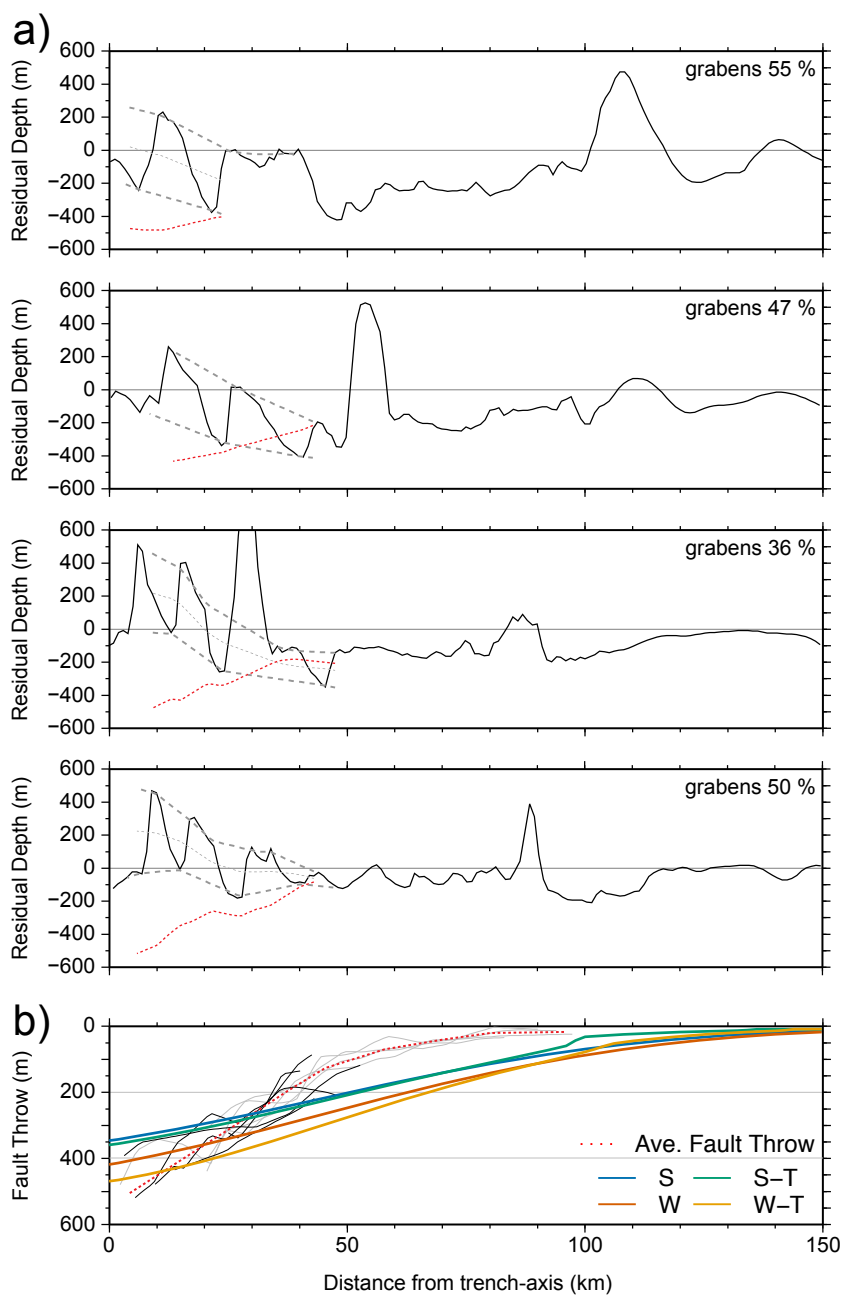 a)
600
400
200
0
−200
−400
−600
Residual Depth (m)
grabens 55 %
600
400
200
0
−200
−400
−600
Residual Depth (m)
grabens 47 %
600
400
200
0
−200
−400
−600
Residual Depth (m)
grabens 36 %
600
400
200
0
−200
−400
−600
Residual Depth (m)
grabens 50 %
b)
0
200
400
600
Fault Throw (m)
Ave. Fault Throw
S S−T
W W−T
0 50 100 150
Distance from trench-axis (km)